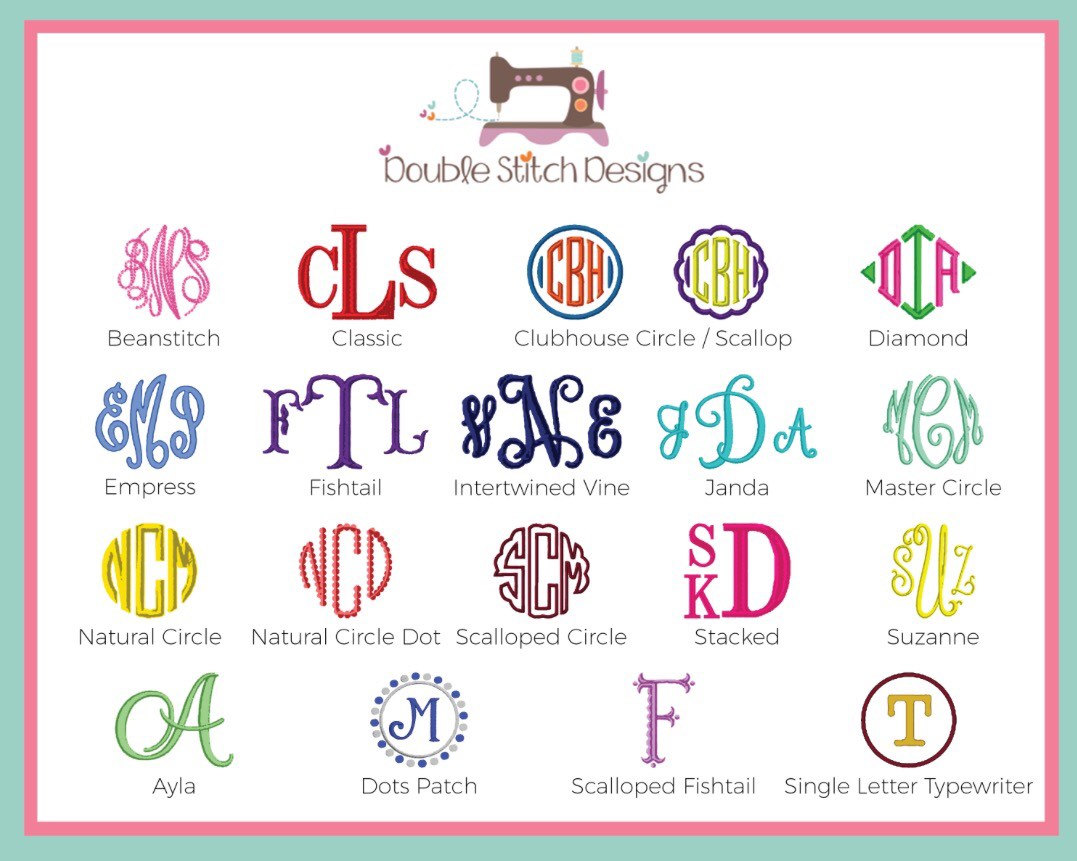 Double Stitch Designs
BNS CLS CBH CBH DIA
Beanstitch Classic Clubhouse Circle / Scallop Diamond
EMP FTL VNE JDA MCM
Empress Fishtail Intertwined Vine Janda Master Circle
NCM NCD SCM SKD SUZ
Natural Circle Natural Circle Dot Scalloped Circle Stacked Suzanne
A M F T
Ayla Dots Patch Scalloped Fishtail Single Letter Typewriter